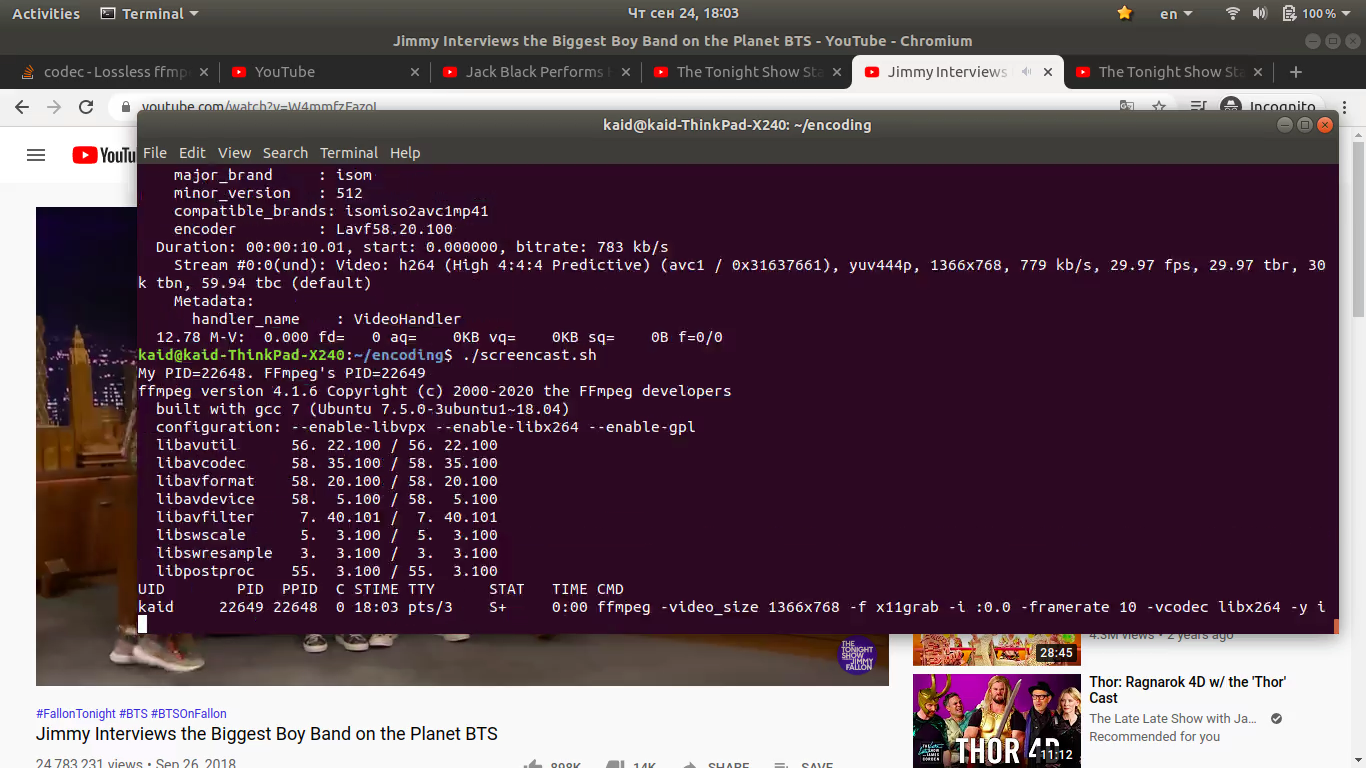 Activities
Terminal
Чт сен 24, 18:03
en
100%
Jimmy Interviews the Biggest Boy Band on the Planet BTS - YouTube - Chromium
codec - Lossless ffmp
YouTube
Jack Black Performs
The Tonight Show Sta
Jimmy Interviews
The Tonight Show Sta
youtube.com/watch?v=W4mmfzFazoI
Incognito
kaid@kaid-ThinkPad-X240: ~/encoding
File Edit View Search Terminal Help
YouTu
major_brand : isom
minor_version : 512
compatible_brands: isomiso2avc1mp41
encoder : Lavf58.20.100
Duration: 00:00:10.01, start: 0.000000, bitrate: 783 kb/s
Stream #0:0(und): Video: h264 (High 4:4:4 Predictive) (avc1 / 0x31637661), yuv444p, 1366x768, 779 kb/s, 29.97 fps, 29.97 tbr, 30
k tbn, 59.94 tbc (default)
Metadata:
handler_name : VideoHandler
12.78 M-V: 0.000 fd= 0 aq= 0KB vq= 0KB sq= 0B f=0/0
kaid@kaid-ThinkPad-X240:~/encoding$ ./screencast.sh
My PID=22648. FFmpeg's PID=22649
ffmpeg version 4.1.6 Copyright (c) 2000-2020 the FFmpeg developers
built with gcc 7 (Ubuntu 7.5.0-3ubuntu1~18.04)
configuration: --enable-libvpx --enable-libx264 --enable-gpl
libavutil 56. 22.100 / 56. 22.100
libavcodec 58. 35.100 / 58. 35.100
libavformat 58. 20.100 / 58. 20.100
libavdevice 58. 5.100 / 58. 5.100
libavfilter 7. 40.101 / 7. 40.101
libswscale 5. 3.100 / 5. 3.100
libswresample 3. 3.100 / 3. 3.100
libpostproc 55. 3.100 / 55. 3.100
UID PID PPID C STIME TTY STAT TIME CMD
kaid 22649 22648 0 18:03 pts/3 S+ 0:00 ffmpeg -video_size 1366x768 -f x11grab -i :0.0 -framerate 10 -vcodec libx264 -y i
THE
TONIGHT
SHOW
JIMMY
FALLON
4.3M views • 2 years ago
28:45
Thor: Ragnarok 4D w/ the 'Thor'
Cast
The Late Late Show with Ja...
Recommended for you
THOR 4D
11:12
#FallonTonight #BTS #BTSOnFallon
Jimmy Interviews the Biggest Boy Band on the Planet BTS
24,783,231 views • Sep 26, 2018
898K
14K
SHARE
SAVE